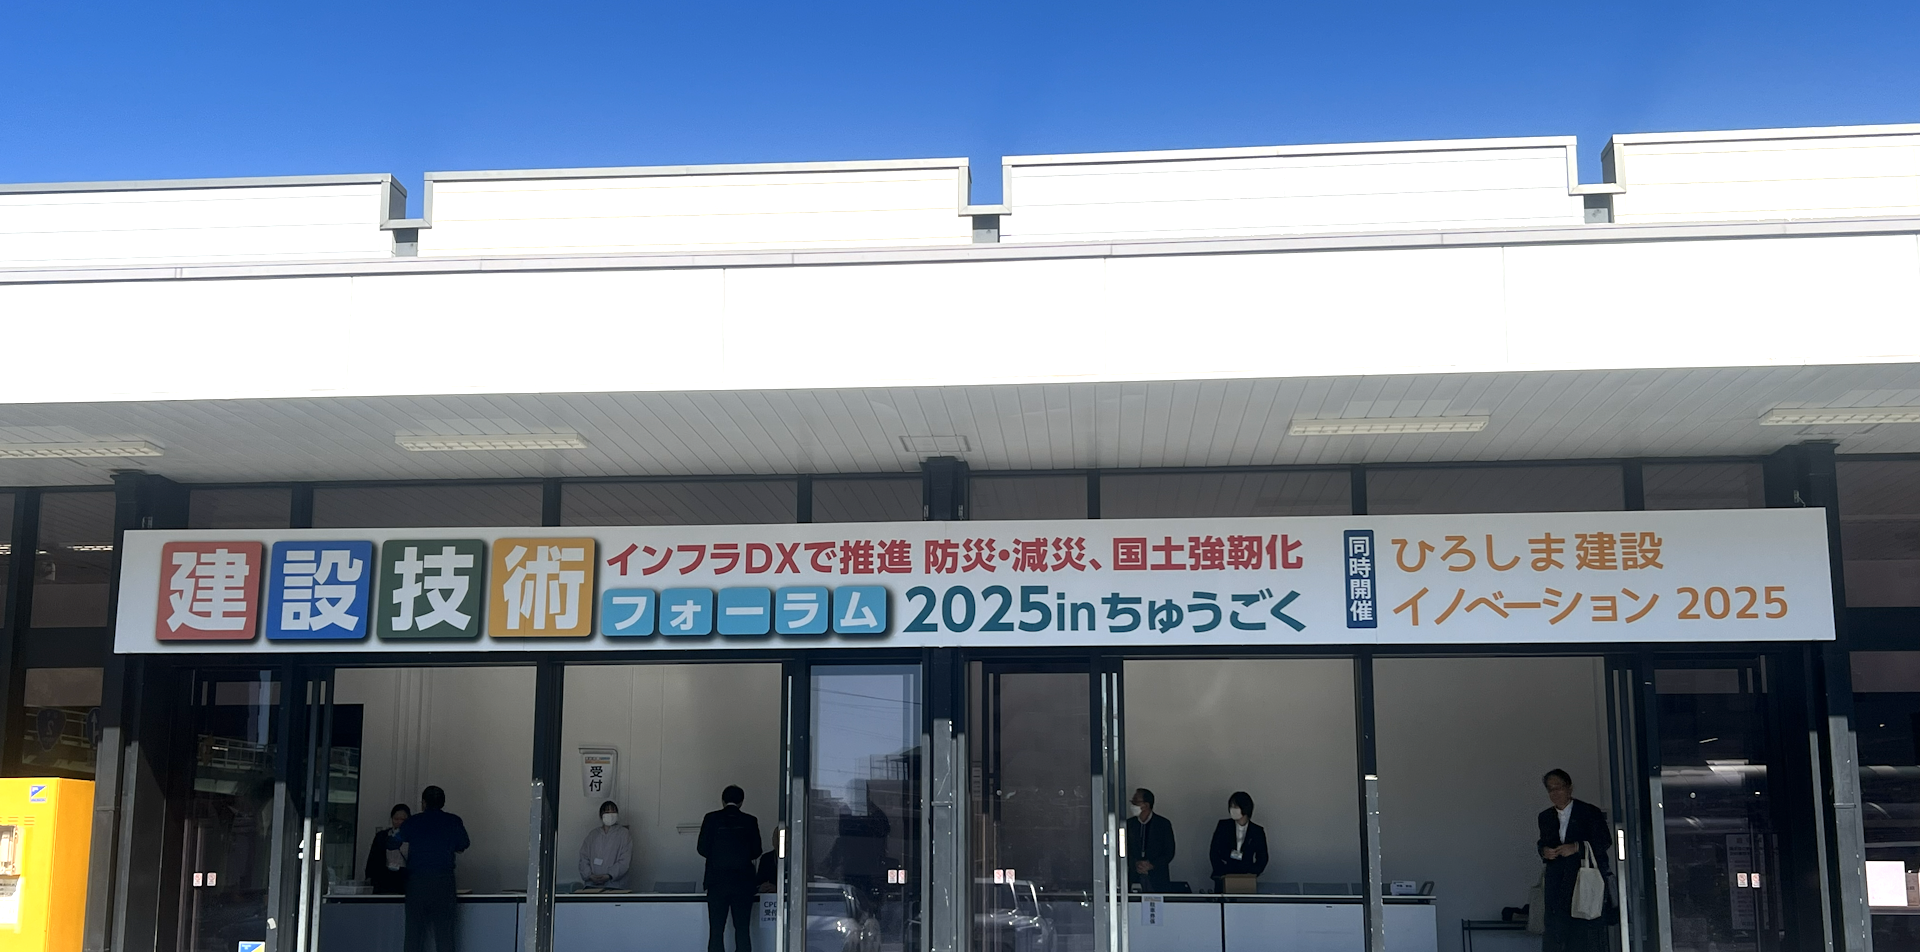 建設技術
インフラDXで推進 防災・減災、国土強靭化
フォーラム 2025inちゅうごく
同時開催
ひろしま建設
イノベーション 2025
受付
CPD
受付